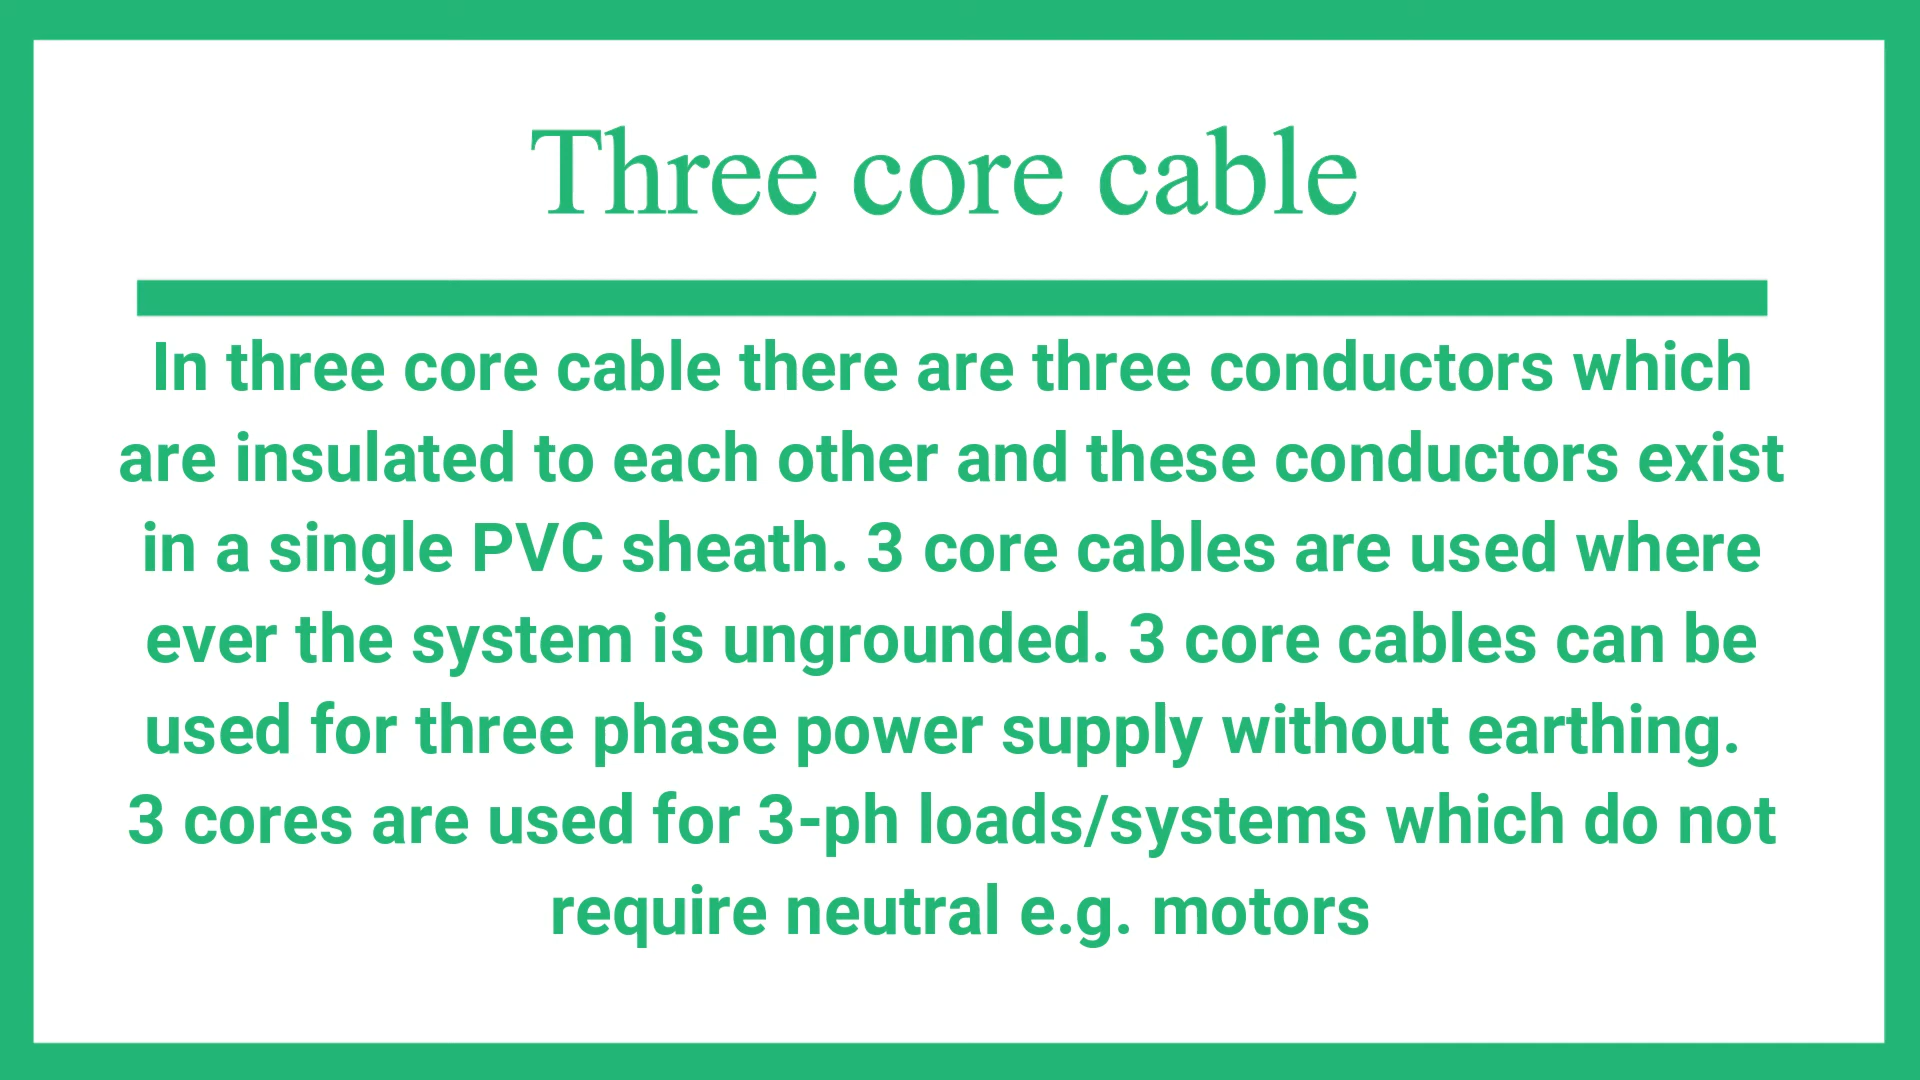 Three core cable
In three core cable there are three conductors which
are insulated to each other and these conductors exist
in a single PVC sheath. 3 core cables are used where
ever the system is ungrounded. 3 core cables can be
used for three phase power supply without earthing.
3 cores are used for 3-ph loads/systems which do not
require neutral e.g. motors